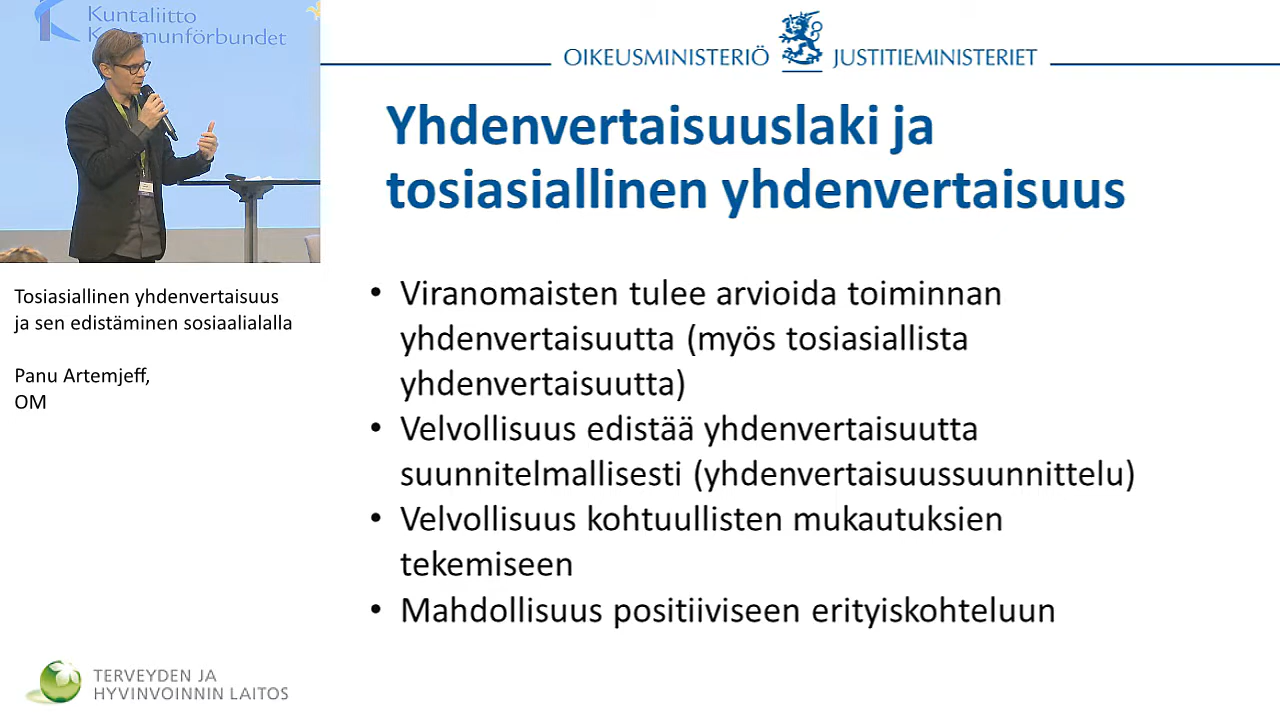 Kuntaliitto
Kommunförbundet
OIKEUSMINISTERIÖ
JUSTITIEMINISTERIET
Yhdenvertaisuuslaki ja
tosiasiallinen yhdenvertaisuus
Tosiasiallinen yhdenvertaisuus
ja sen edistäminen sosiaalialalla
Panu Artemjeff,
OM
• Viranomaisten tulee arvioida toiminnan
yhdenvertaisuutta (myös tosiasiallista
yhdenvertaisuutta)
• Velvollisuus edistää yhdenvertaisuutta
suunnitelmallisesti (yhdenvertaisuussuunnittelu)
• Velvollisuus kohtuullisten mukautuksien
tekemiseen
• Mahdollisuus positiiviseen erityiskohteluun
TERVEYDEN JA
HYVINVOINNIN LAITOS